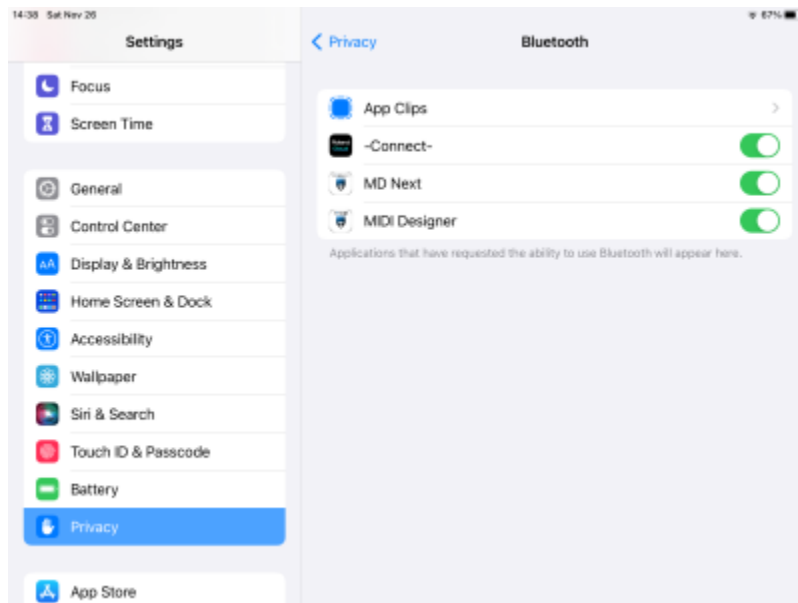 14:38 Sat Nov 26
67%
Settings
Focus
Screen Time
General
Control Center
Display & Brightness
AA
Home Screen & Dock
Accessibility
Wallpaper
Siri & Search
Touch ID & Passcode
Battery
Privacy
App Store
Privacy
Bluetooth
App Clips
-Connect-
MD Next
MIDI Designer
Applications that have requested the ability to use Bluetooth will appear here.